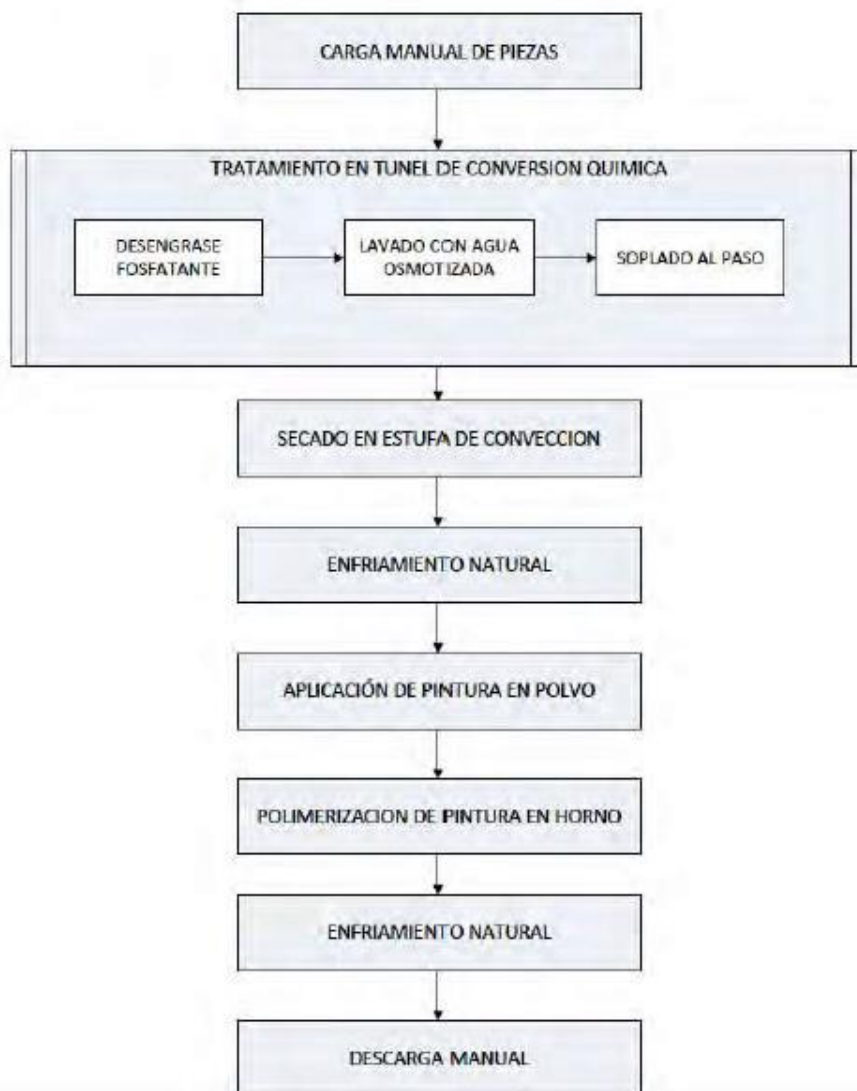 CARGA MANUAL DE PIEZAS
TRATAMIENTO EN TUNEL DE CONVERSION QUIMICA
DESENGRASE
FOSFATANTE
LAVADO CON AGUA
OSMOTIZADA
SOPLADO AL PASO
SECADO EN ESTUFA DE CONVECCION
ENFRIAMIENTO NATURAL
APLICACIÓN DE PINTURA EN POLVO
POLIMERIZACION DE PINTURA EN HORNO
ENFRIAMIENTO NATURAL
DESCARGA MANUAL